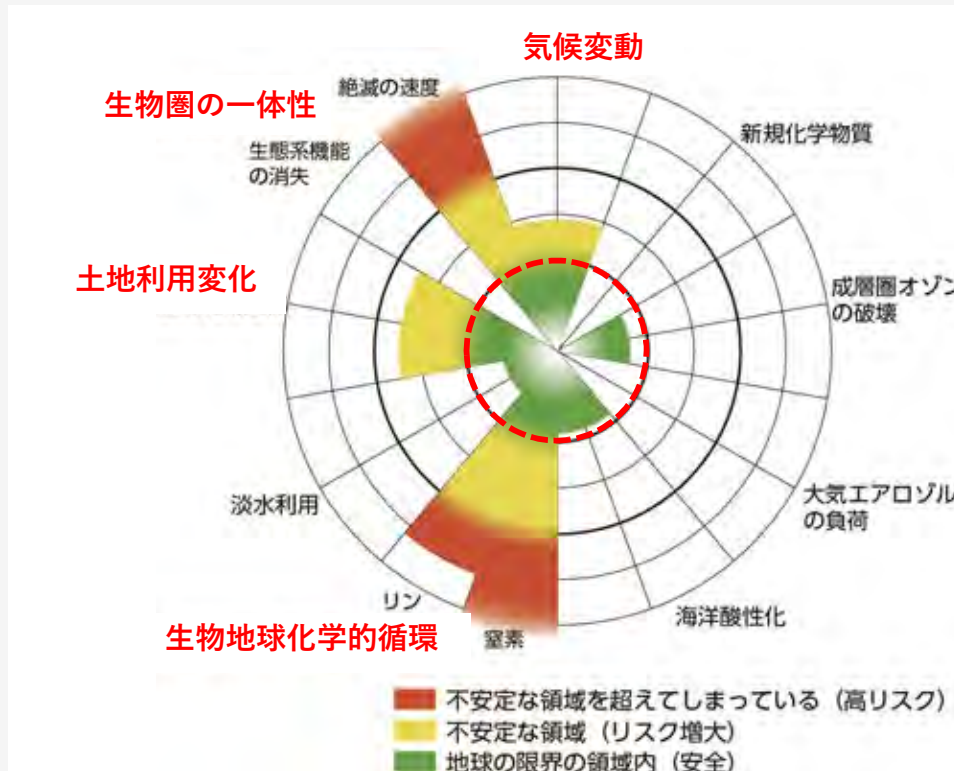 気候変動
絶滅の速度
生物圏の一体性
新規化学物質
生態系機能
の消失
土地利用変化
成層圏オゾン
の破壊
淡水利用
大気エアロゾル
の負荷
リン
海洋酸性化
生物地球化学的循環
窒素
不安定な領域を超えてしまっている（高リスク）
不安定な領域（リスク増大）
地球の限界の領域内（安全）